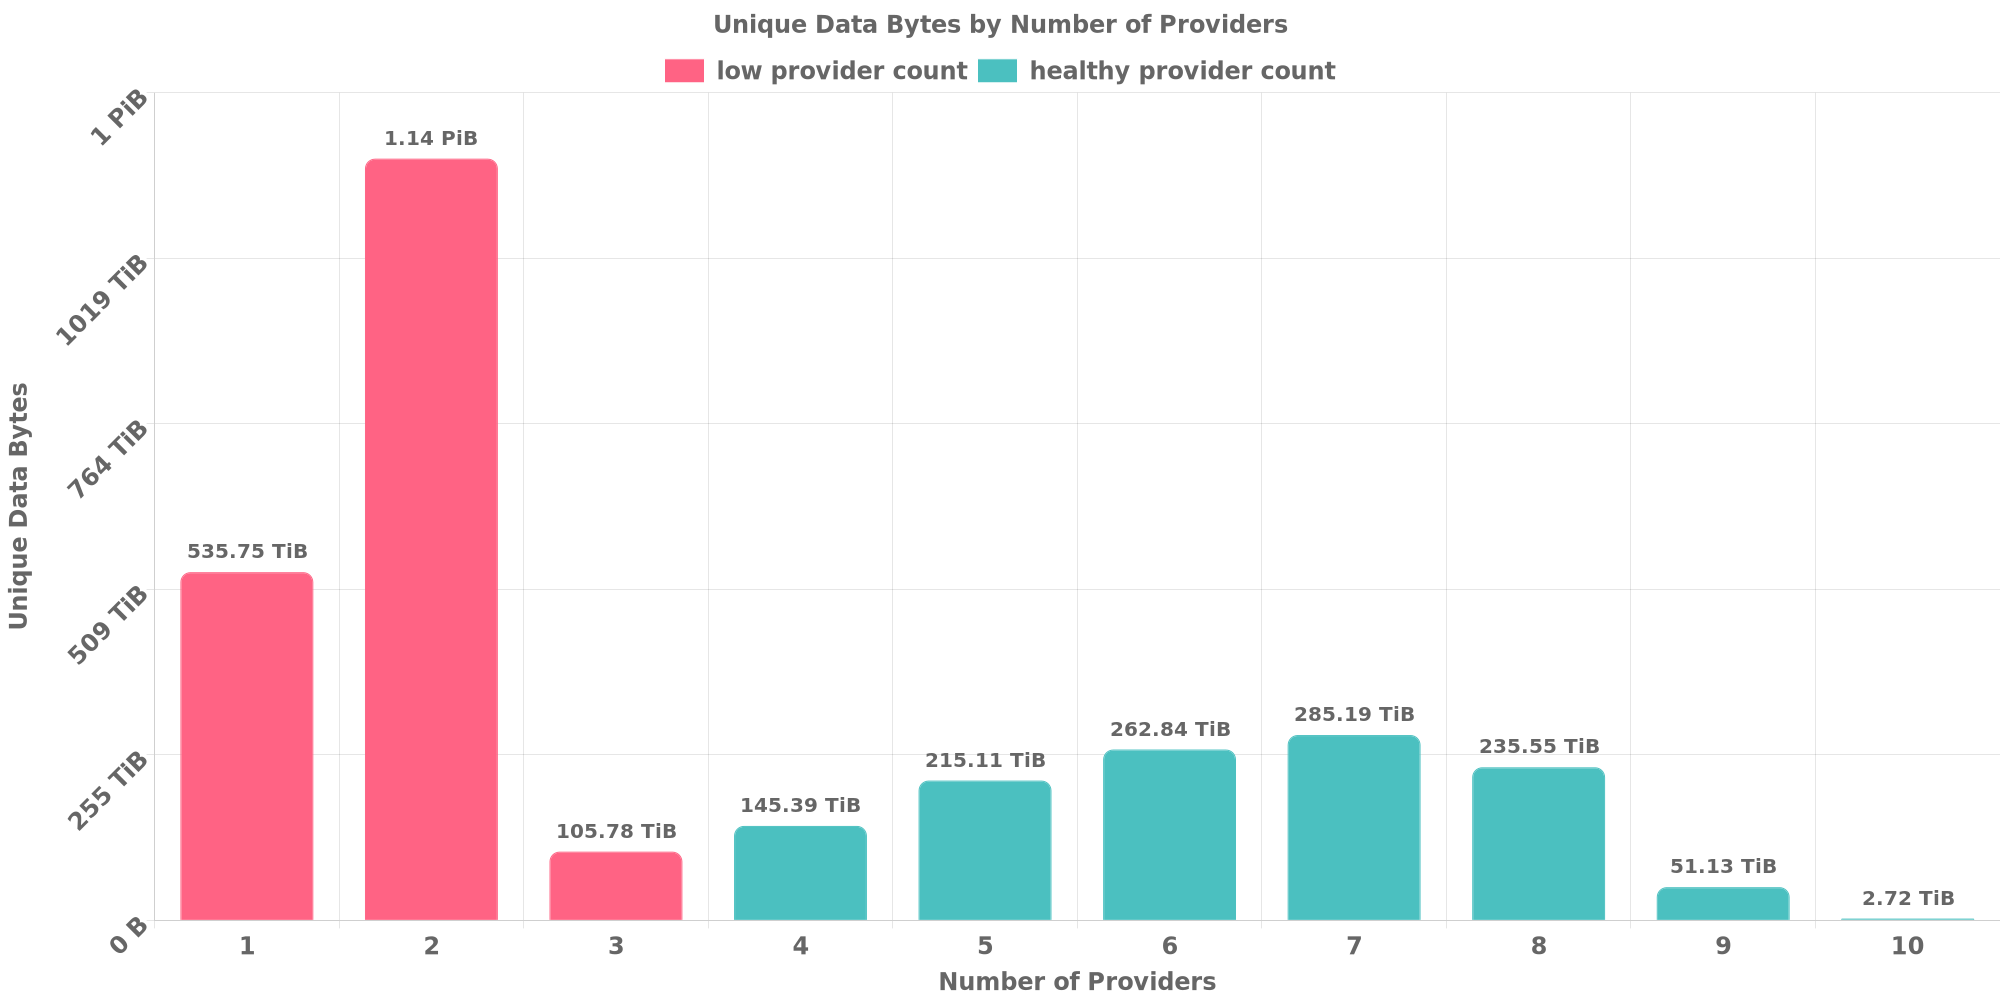 Unique Data Bytes by Number of Providers
low provider count healthy provider count
1 PiB
1019 TiB
764 TiB
509 TiB
255 TiB
0 B
Unique Data Bytes
535.75 TiB
1.14 PiB
105.78 TiB
145.39 TiB
215.11 TiB
262.84 TiB
285.19 TiB
235.55 TiB
51.13 TiB
2.72 TiB
1 2 3 4 5 6 7 8 9 10
Number of Providers